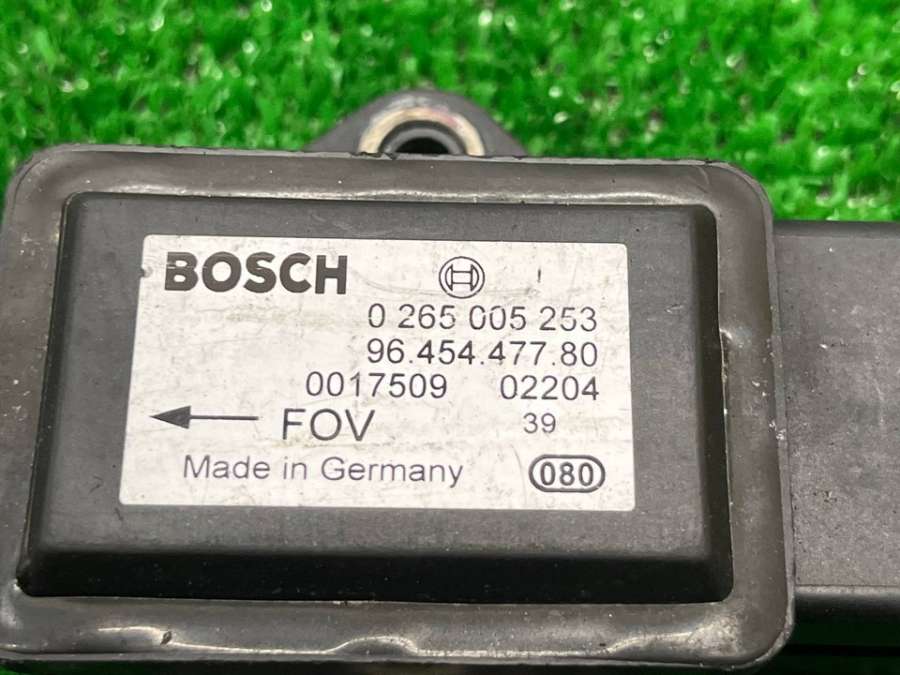 BOSCH
0 265 005 253
96.454.477.80
0017509 02204
FOV 39
Made in Germany 080